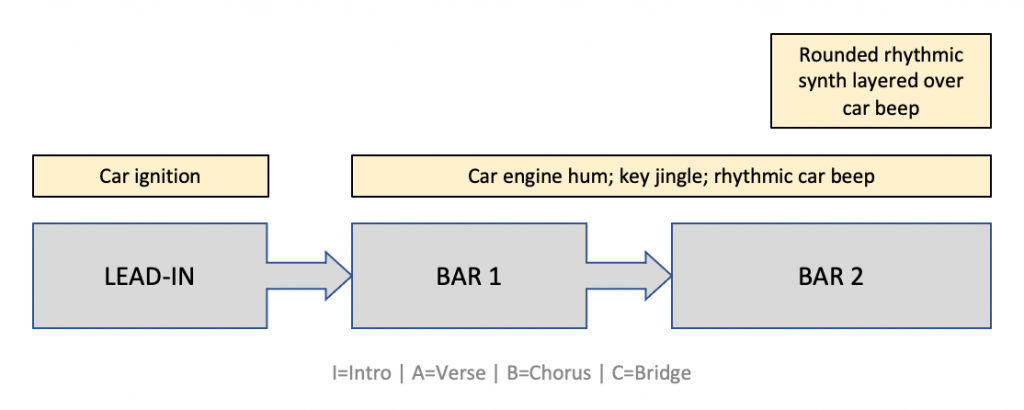 Rounded rhythmic
synth layered over
car beep
Car ignition
Car engine hum; key jingle; rhythmic car beep
LEAD-IN
BAR 1
BAR 2
I=Intro | A=Verse | B=Chorus | C=Bridge